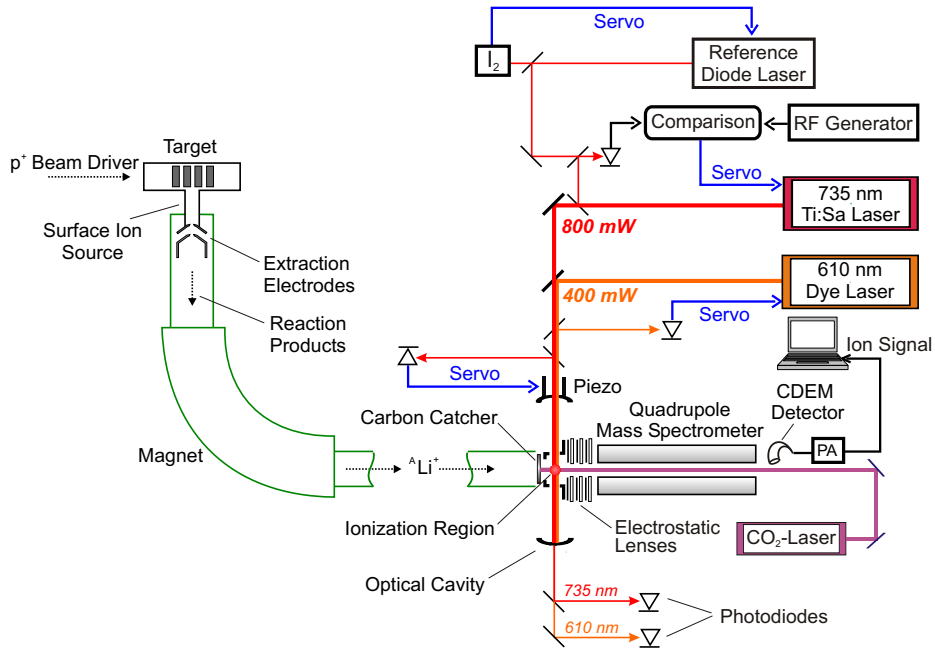 Servo
I₂
Reference
Diode Laser
Comparison
RF Generator
Target
p⁺ Beam Driver
Servo
735 nm
Ti:Sa Laser
Surface Ion
Source
800 mW
Extraction
Electrodes
610 nm
Dye Laser
400 mW
Reaction
Products
Servo
Ion Signal
Servo
Piezo
CDEM
Detector
Quadrupole
Mass Spectrometer
Carbon Catcher
PA
Magnet
ᴬLi⁺
Ionization Region
Electrostatic
Lenses
CO₂-Laser
Optical Cavity
735 nm
Photodiodes
610 nm